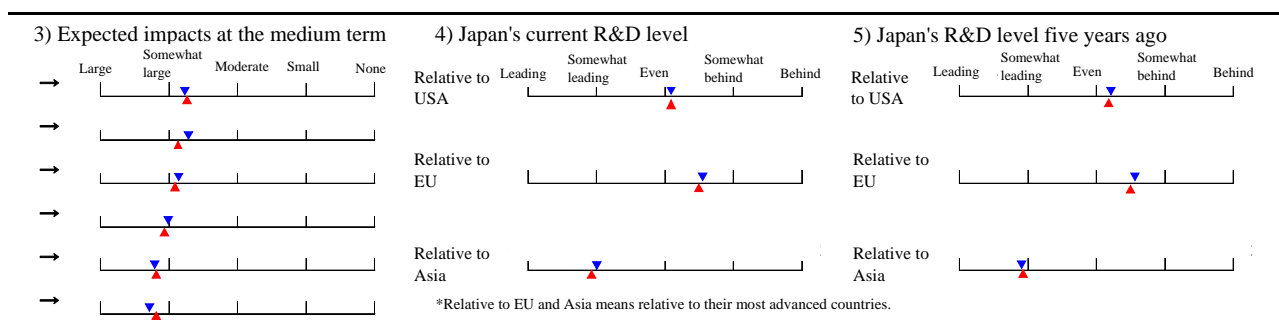 3) Expected impacts at the medium term
Large
Somewhat
large
Moderate
Small
None
4) Japan's current R&D level
Relative to
USA
Leading
Somewhat
leading
Even
Somewhat
behind
Behind
Relative to
EU
Relative to
Asia
*Relative to EU and Asia means relative to their most advanced countries.
5) Japan's R&D level five years ago
Relative
to USA
Leading
Somewhat
leading
Even
Somewhat
behind
Behind
Relative to
EU
Relative to
Asia